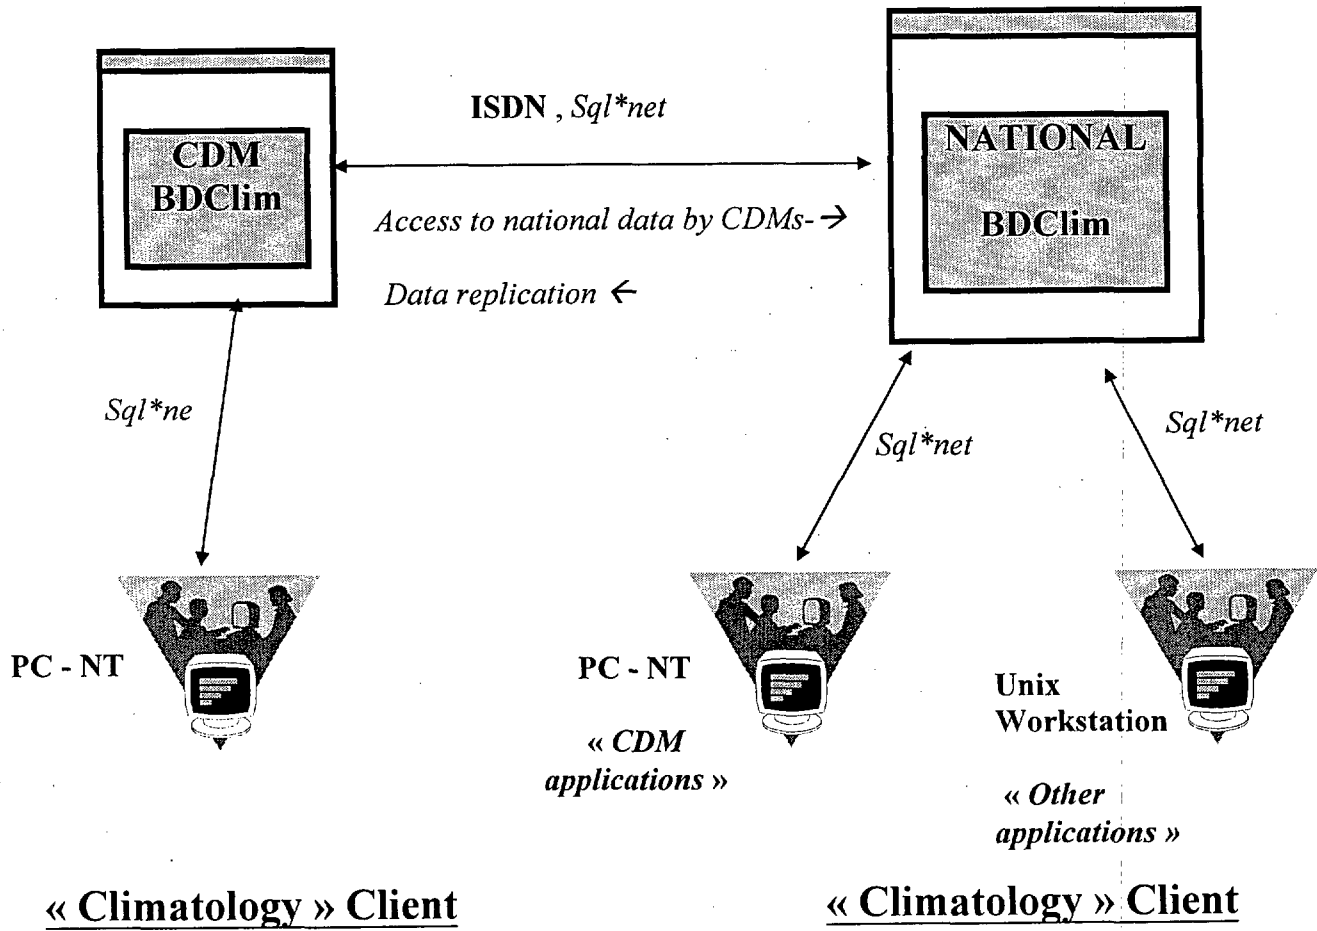 ISDN , Sql*net
CDM
BDClim
NATIONAL
BDClim
Access to national data by CDMs-→
Data replication ←
Sql*ne
Sql*net
Sql*net
PC - NT
PC - NT
« CDM
applications »
Unix
Workstation
« Other
applications »
« Climatology » Client
« Climatology » Client